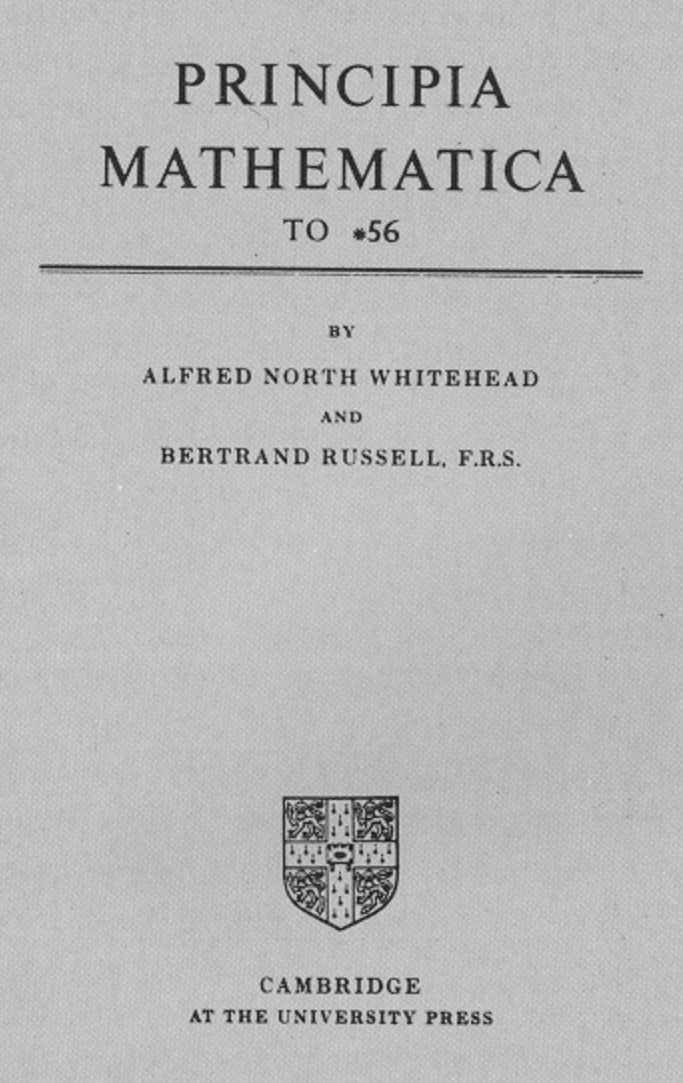 PRINCIPIA
MATHEMATICA
TO *56
BY
ALFRED NORTH WHITEHEAD
AND
BERTRAND RUSSELL, F.R.S.
CAMBRIDGE
AT THE UNIVERSITY PRESS